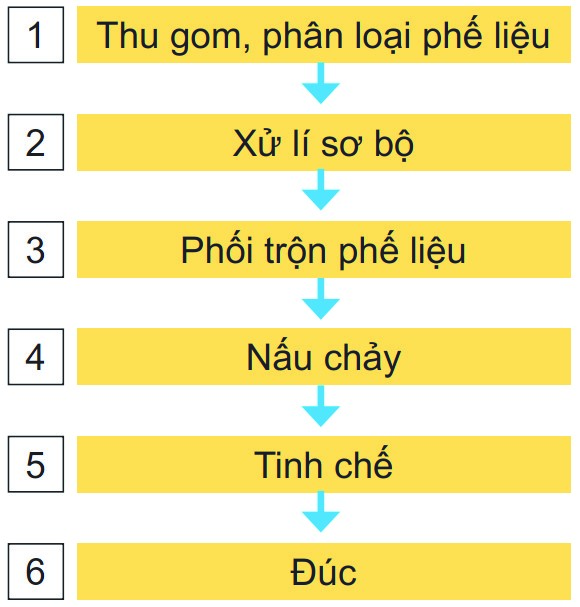 1 Thu gom, phân loại phế liệu
2 Xử lí sơ bộ
3 Phối trộn phế liệu
4 Nấu chảy
5 Tinh chế
6 Đúc